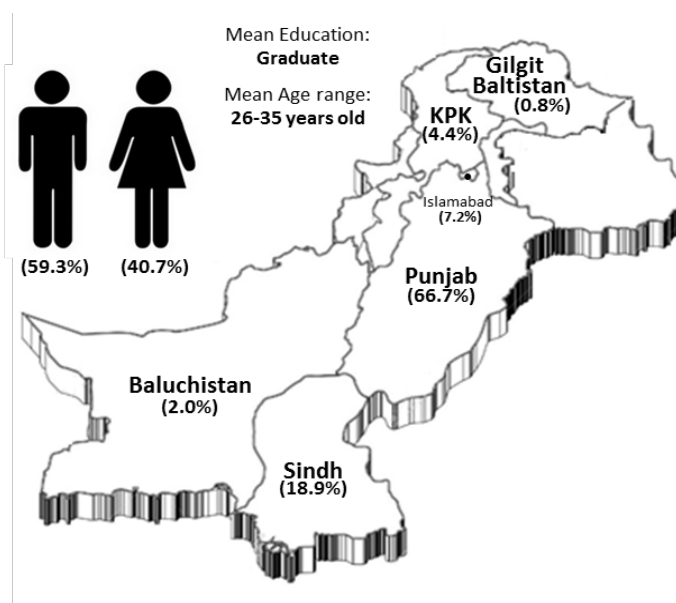 Mean Education:
Graduate
Mean Age range:
26-35 years old
(59.3%)
(40.7%)
Gilgit
Baltistan
(0.8%)
KPK
(4.4%)
Islamabad
(7.2%)
Punjab
(66.7%)
Baluchistan
(2.0%)
Sindh
(18.9%)